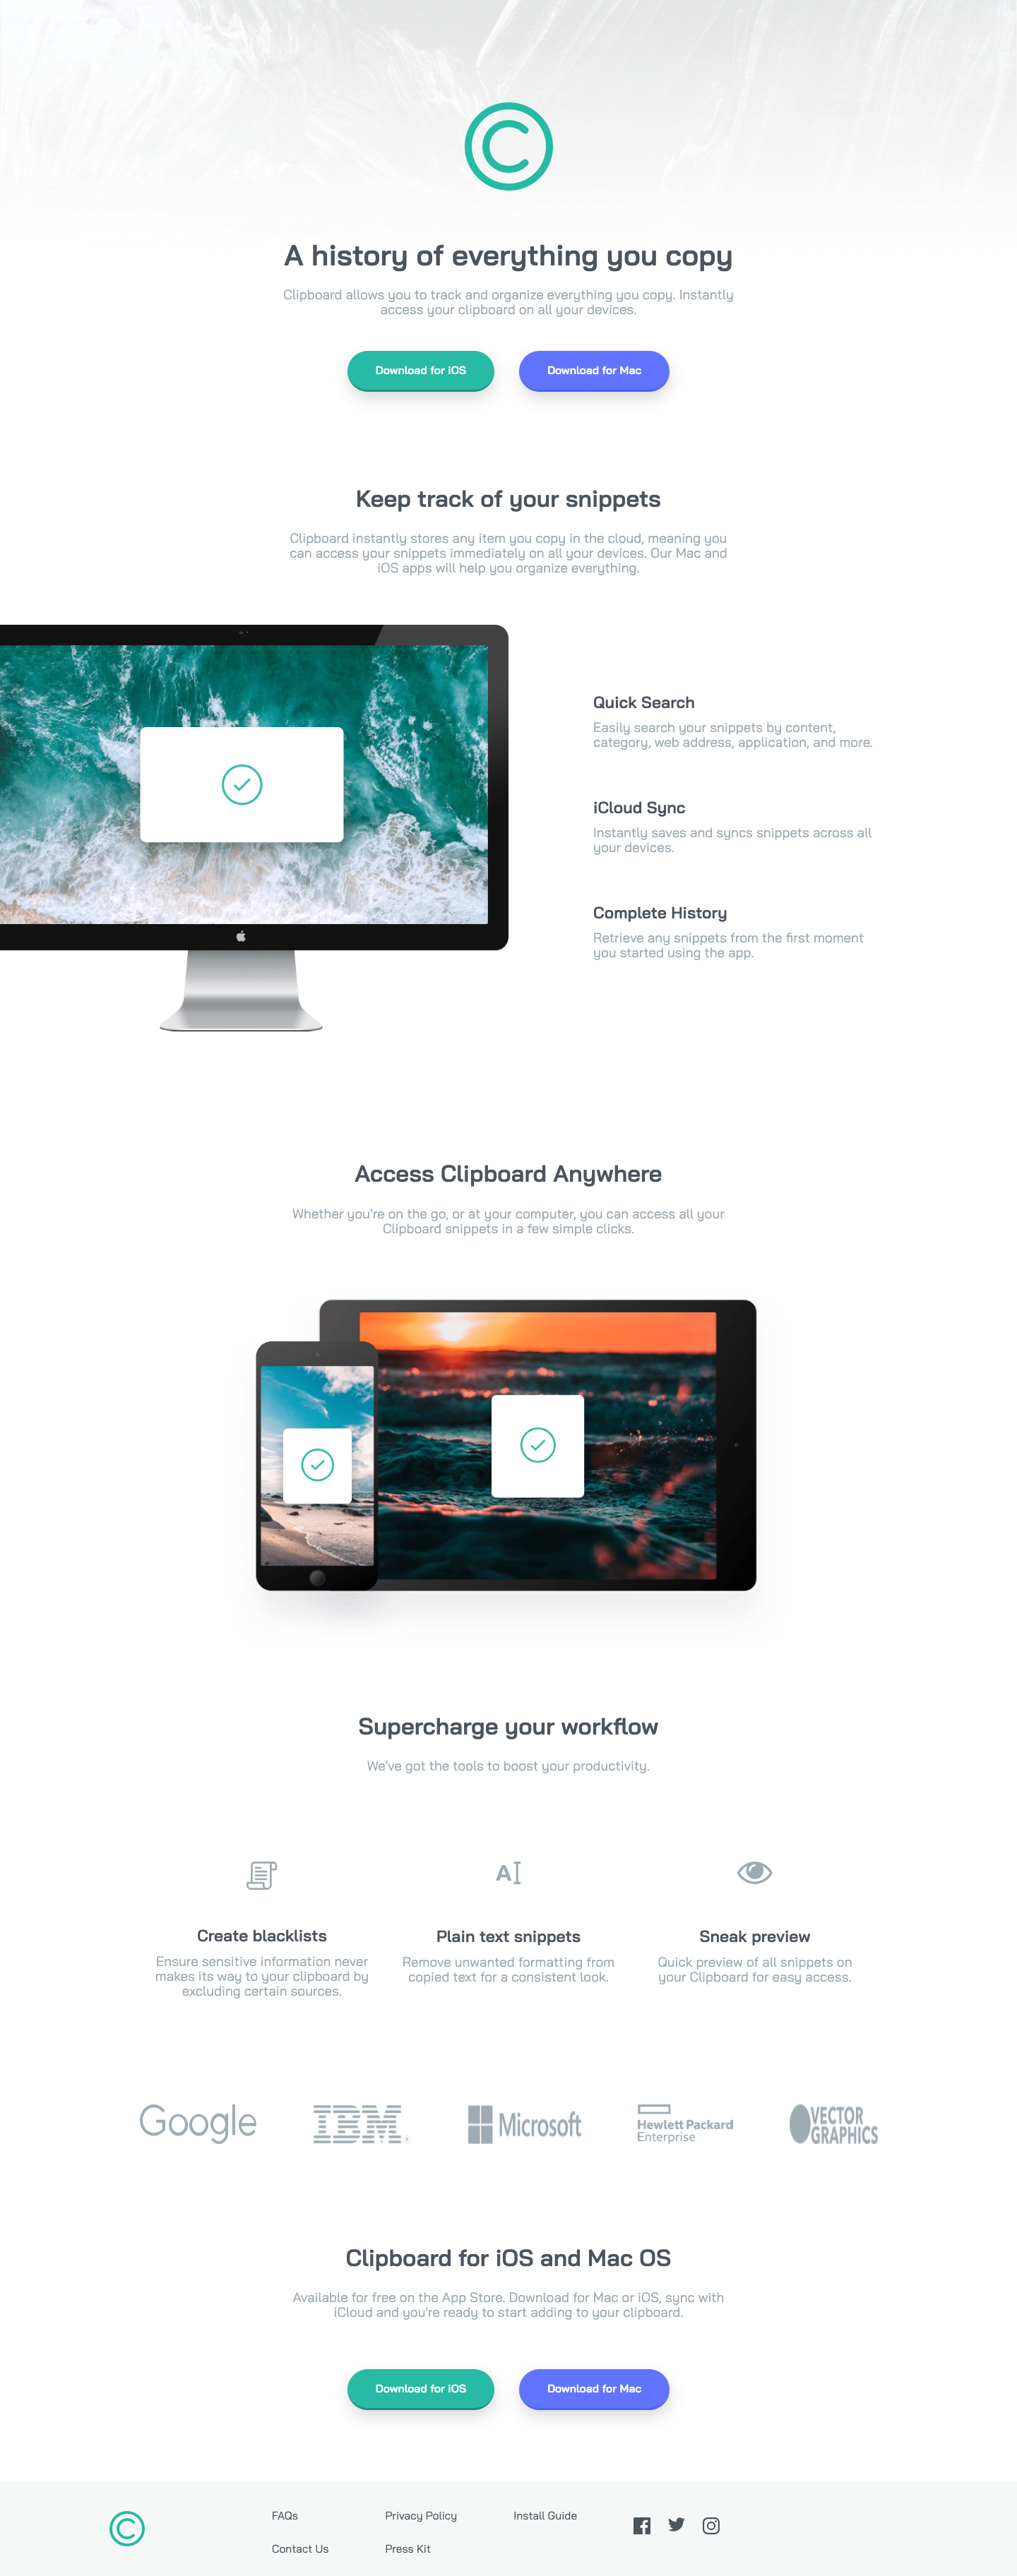 A history of everything you copy
Clipboard allows you to track and organize everything you copy. Instantly
access your clipboard on all your devices.
Download for iOS
Download for Mac
Keep track of your snippets
Clipboard instantly stores any item you copy in the cloud, meaning you
can access your snippets immediately on all your devices. Our Mac and
iOS apps will help you organize everything.
Quick Search
Easily search your snippets by content,
category, web address, application, and more.
iCloud Sync
Instantly saves and syncs snippets across all
your devices.
Complete History
Retrieve any snippets from the first moment
you started using the app.
Access Clipboard Anywhere
Whether you're on the go, or at your computer, you can access all your
Clipboard snippets in a few simple clicks.
Supercharge your workflow
We've got the tools to boost your productivity.
A
Create blacklists
Ensure sensitive information never
makes its way to your clipboard by
excluding certain sources.
Plain text snippets
Remove unwanted formatting from
copied text for a consistent look.
Sneak preview
Quick preview of all snippets on
your Clipboard for easy access.
Google
IBM
Microsoft
Hewlett Packard
Enterprise
VECTOR
GRAPHICS
Clipboard for iOS and Mac OS
Available for free on the App Store. Download for Mac or iOS, sync with
iCloud and you're ready to start adding to your clipboard.
Download for iOS
Download for Mac
FAQs
Privacy Policy
Install Guide
Contact Us
Press Kit